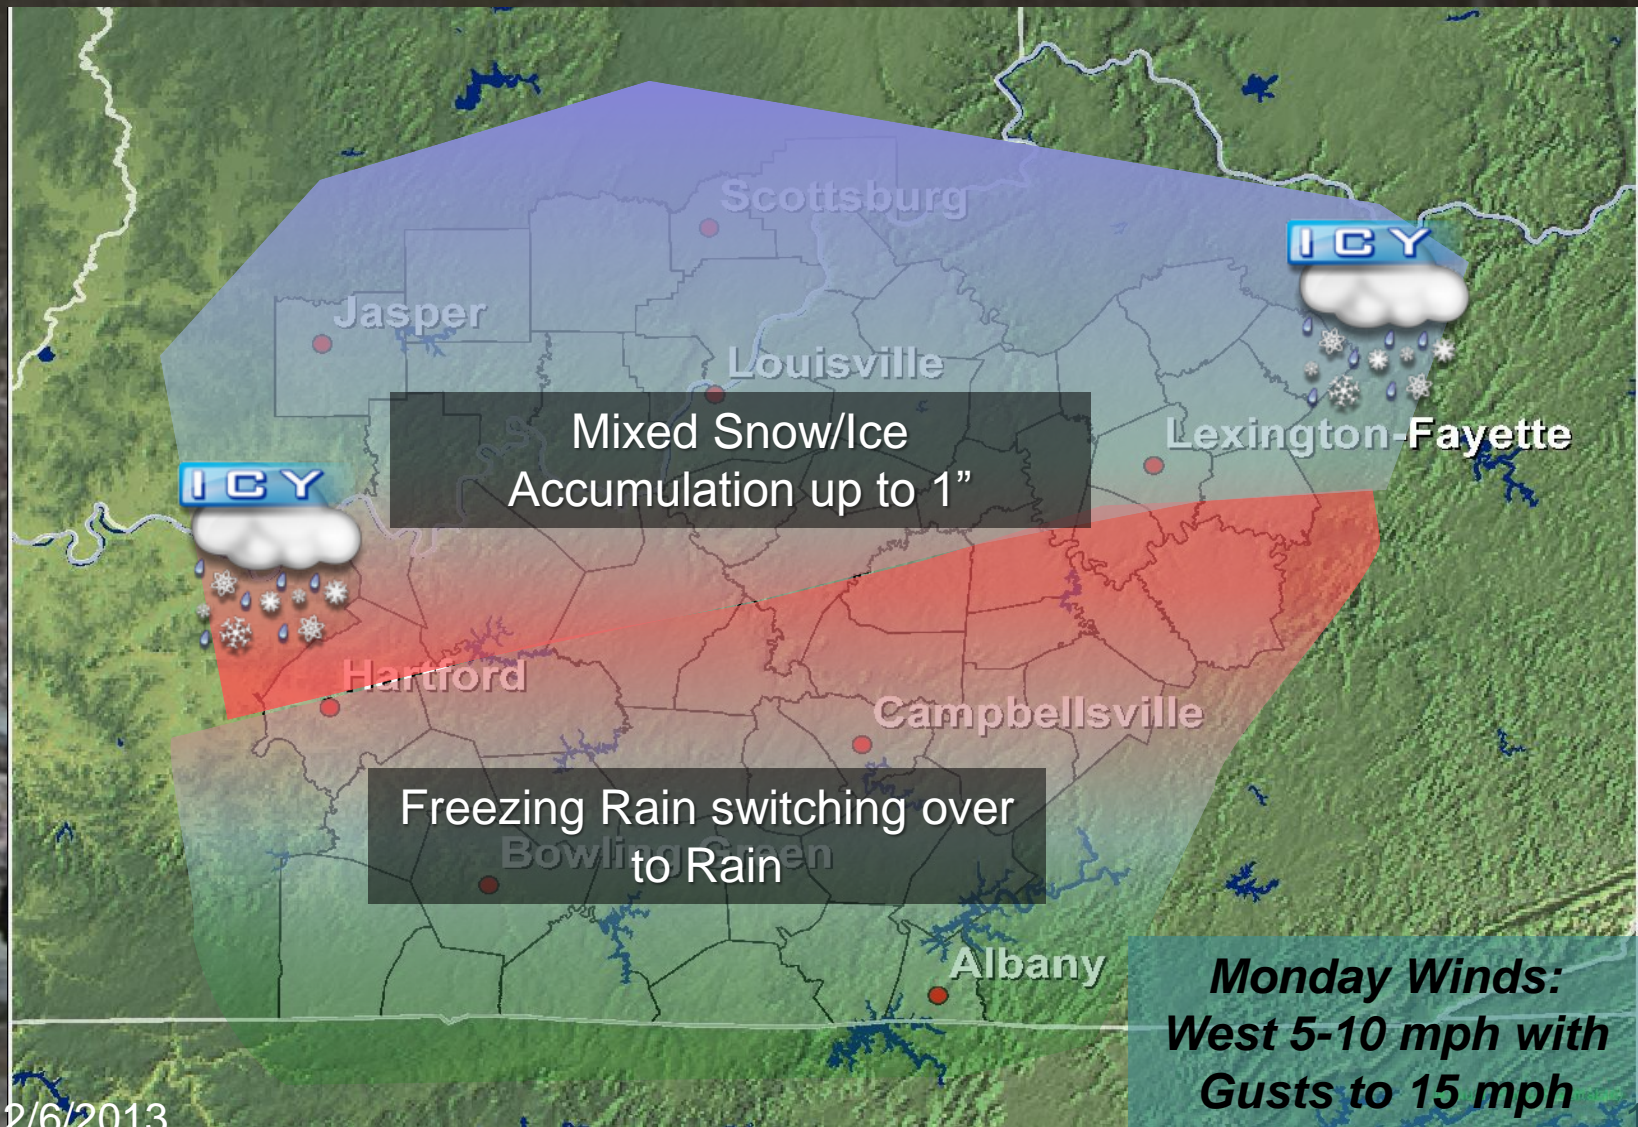 Scottsburg
ICY
Jasper
Louisville
Mixed Snow/Ice
Accumulation up to 1”
Lexington-Fayette
ICY
Hartford
Campbellsville
Freezing Rain switching over
to Rain
Bowling Green
Albany
Monday Winds:
West 5-10 mph with
Gusts to 15 mph
2/6/2013